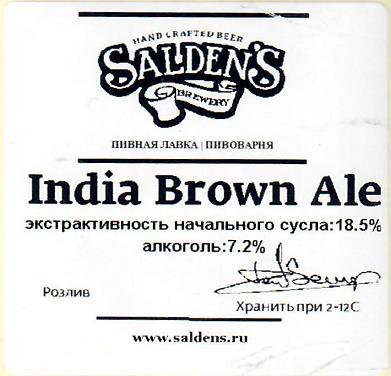 HAND CRAFTED BEER
SALDEN'S
BREWERY
ПИВНАЯ ЛАВКА | ПИВОВАРНЯ
India Brown Ale
экстрактивность начального сусла:18.5%
алкоголь:7.2%
Розлив
Хранить при 2-12С
www.saldens.ru